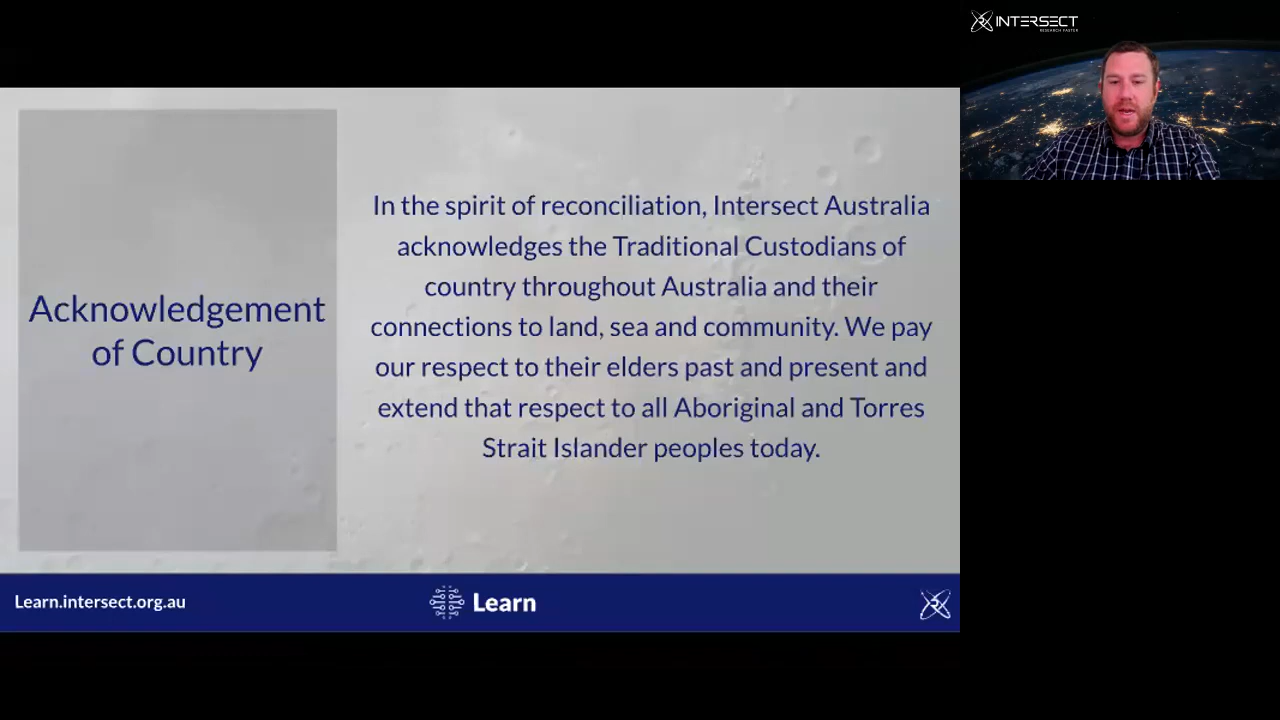 INTERSECT
RESEARCH FASTER
Acknowledgement
of Country
In the spirit of reconciliation, Intersect Australia
acknowledges the Traditional Custodians of
country throughout Australia and their
connections to land, sea and community. We pay
our respect to their elders past and present and
extend that respect to all Aboriginal and Torres
Strait Islander peoples today.
Learn.intersect.org.au
Learn